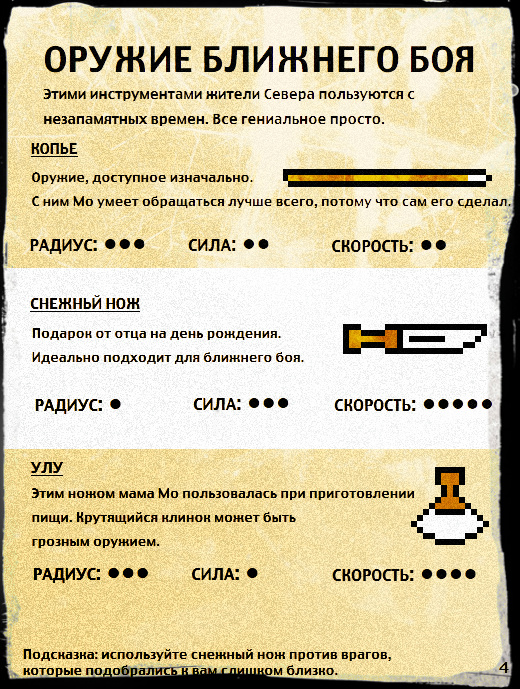 ОРУЖИЕ БЛИЖНЕГО БОЯ
Этими инструментами жители Севера пользуются с
незапамятных времен. Все гениальное просто.
КОПЬЕ
Оружие, доступное изначально.
С ним Мо умеет обращаться лучше всего, потому что сам его сделал.
РАДИУС: ●●● СИЛА: ●● СКОРОСТЬ: ●●
СНЕЖНЫЙ НОЖ
Подарок от отца на день рождения.
Идеально подходит для ближнего боя.
РАДИУС: ● СИЛА: ●●● СКОРОСТЬ: ●●●●●
УЛУ
Этим ножом мама Мо пользовалась при приготовлении
пищи. Крутящийся клинок может быть
грозным оружием.
РАДИУС: ●●● СИЛА: ● СКОРОСТЬ: ●●●●
Подсказка: используйте снежный нож против врагов,
которые подобрались к вам слишком близко.
4